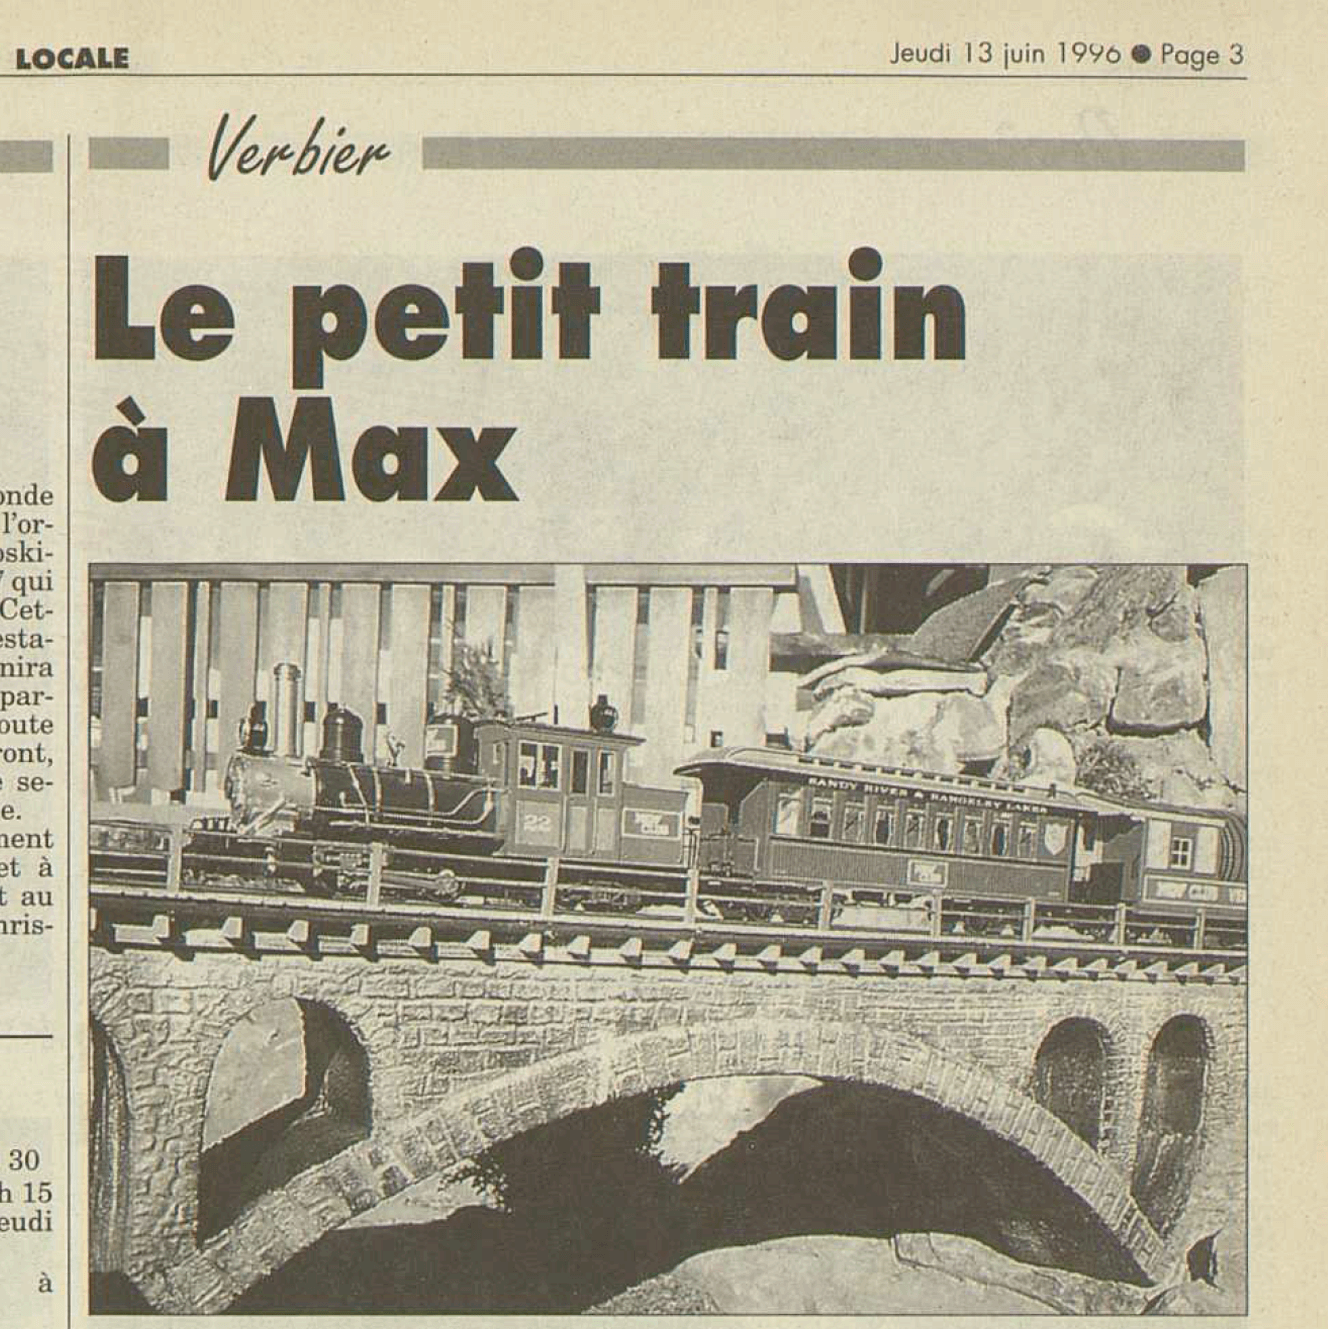 LOCALE
Jeudi 13 juin 1996 ● Page 3
Verbier
Le petit train
à Max
onde
l'or-
oski-
qui
Cet-
esta-
nira
par-
oute
ront,
e se-
e.
ment
et à
t au
hris-
30
h 15
eudi
à
SANDY RIVER & RANGELEY LAKES
22